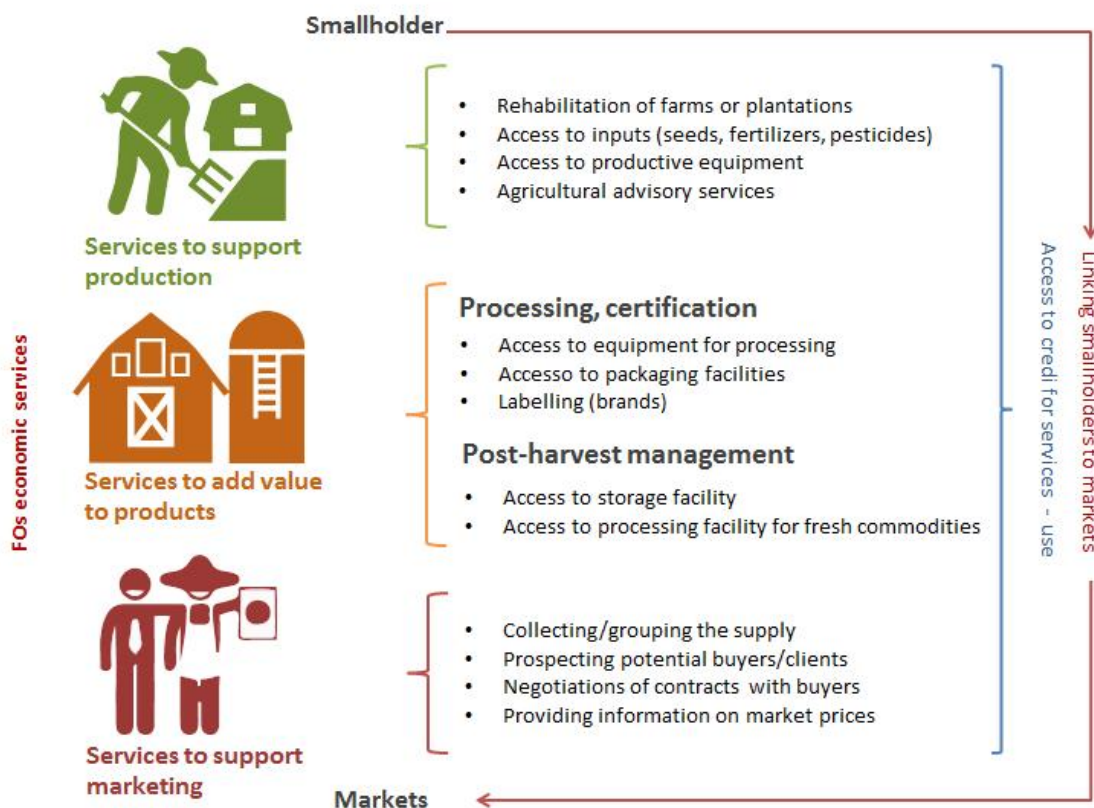 Smallholder
• Rehabilitation of farms or plantations
• Access to inputs (seeds, fertilizers, pesticides)
• Access to productive equipment
• Agricultural advisory services
Services to support
production
Processing, certification
• Access to equipment for processing
• Accesso to packaging facilities
• Labelling (brands)
Post-harvest management
• Access to storage facility
• Access to processing facility for fresh commodities
Services to add value
to products
• Collecting/grouping the supply
• Prospecting potential buyers/clients
• Negotiations of contracts with buyers
• Providing information on market prices
Services to support
marketing
Markets
FOs economic services
Access to credi for services - use
Linking smallholders to markets